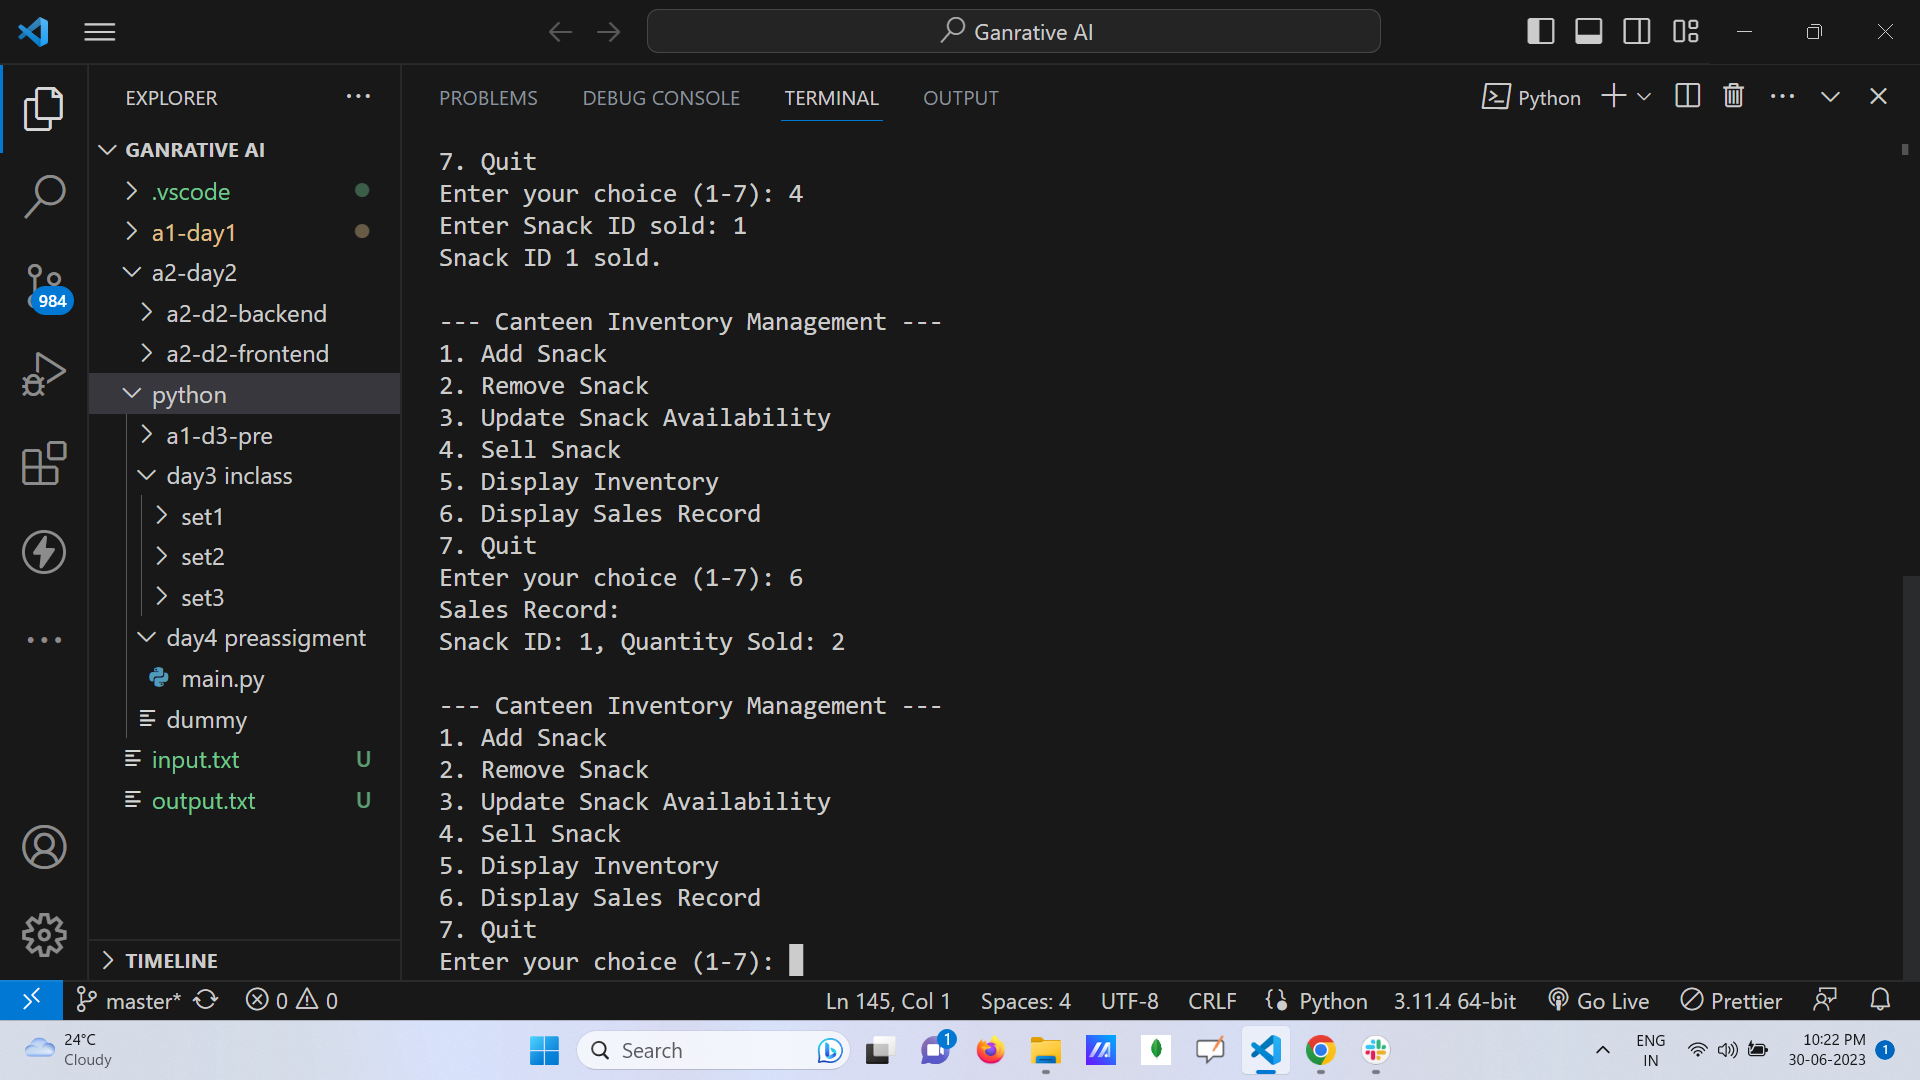 Ganrative AI
EXPLORER
GANRATIVE AI
.vscode
a1-day1
a2-day2
a2-d2-backend
a2-d2-frontend
python
a1-d3-pre
day3 inclass
set1
set2
set3
day4 preassigment
main.py
dummy
input.txt U
output.txt U
TIMELINE
984
PROBLEMS DEBUG CONSOLE TERMINAL OUTPUT
Python
7. Quit
Enter your choice (1-7): 4
Enter Snack ID sold: 1
Snack ID 1 sold.
--- Canteen Inventory Management ---
1. Add Snack
2. Remove Snack
3. Update Snack Availability
4. Sell Snack
5. Display Inventory
6. Display Sales Record
7. Quit
Enter your choice (1-7): 6
Sales Record:
Snack ID: 1, Quantity Sold: 2
--- Canteen Inventory Management ---
1. Add Snack
2. Remove Snack
3. Update Snack Availability
4. Sell Snack
5. Display Inventory
6. Display Sales Record
7. Quit
Enter your choice (1-7):
master* 0 0 Ln 145, Col 1 Spaces: 4 UTF-8 CRLF Python 3.11.4 64-bit Go Live Prettier
24°C
Cloudy
Search
1
ENG
IN
10:22 PM
30-06-2023
1